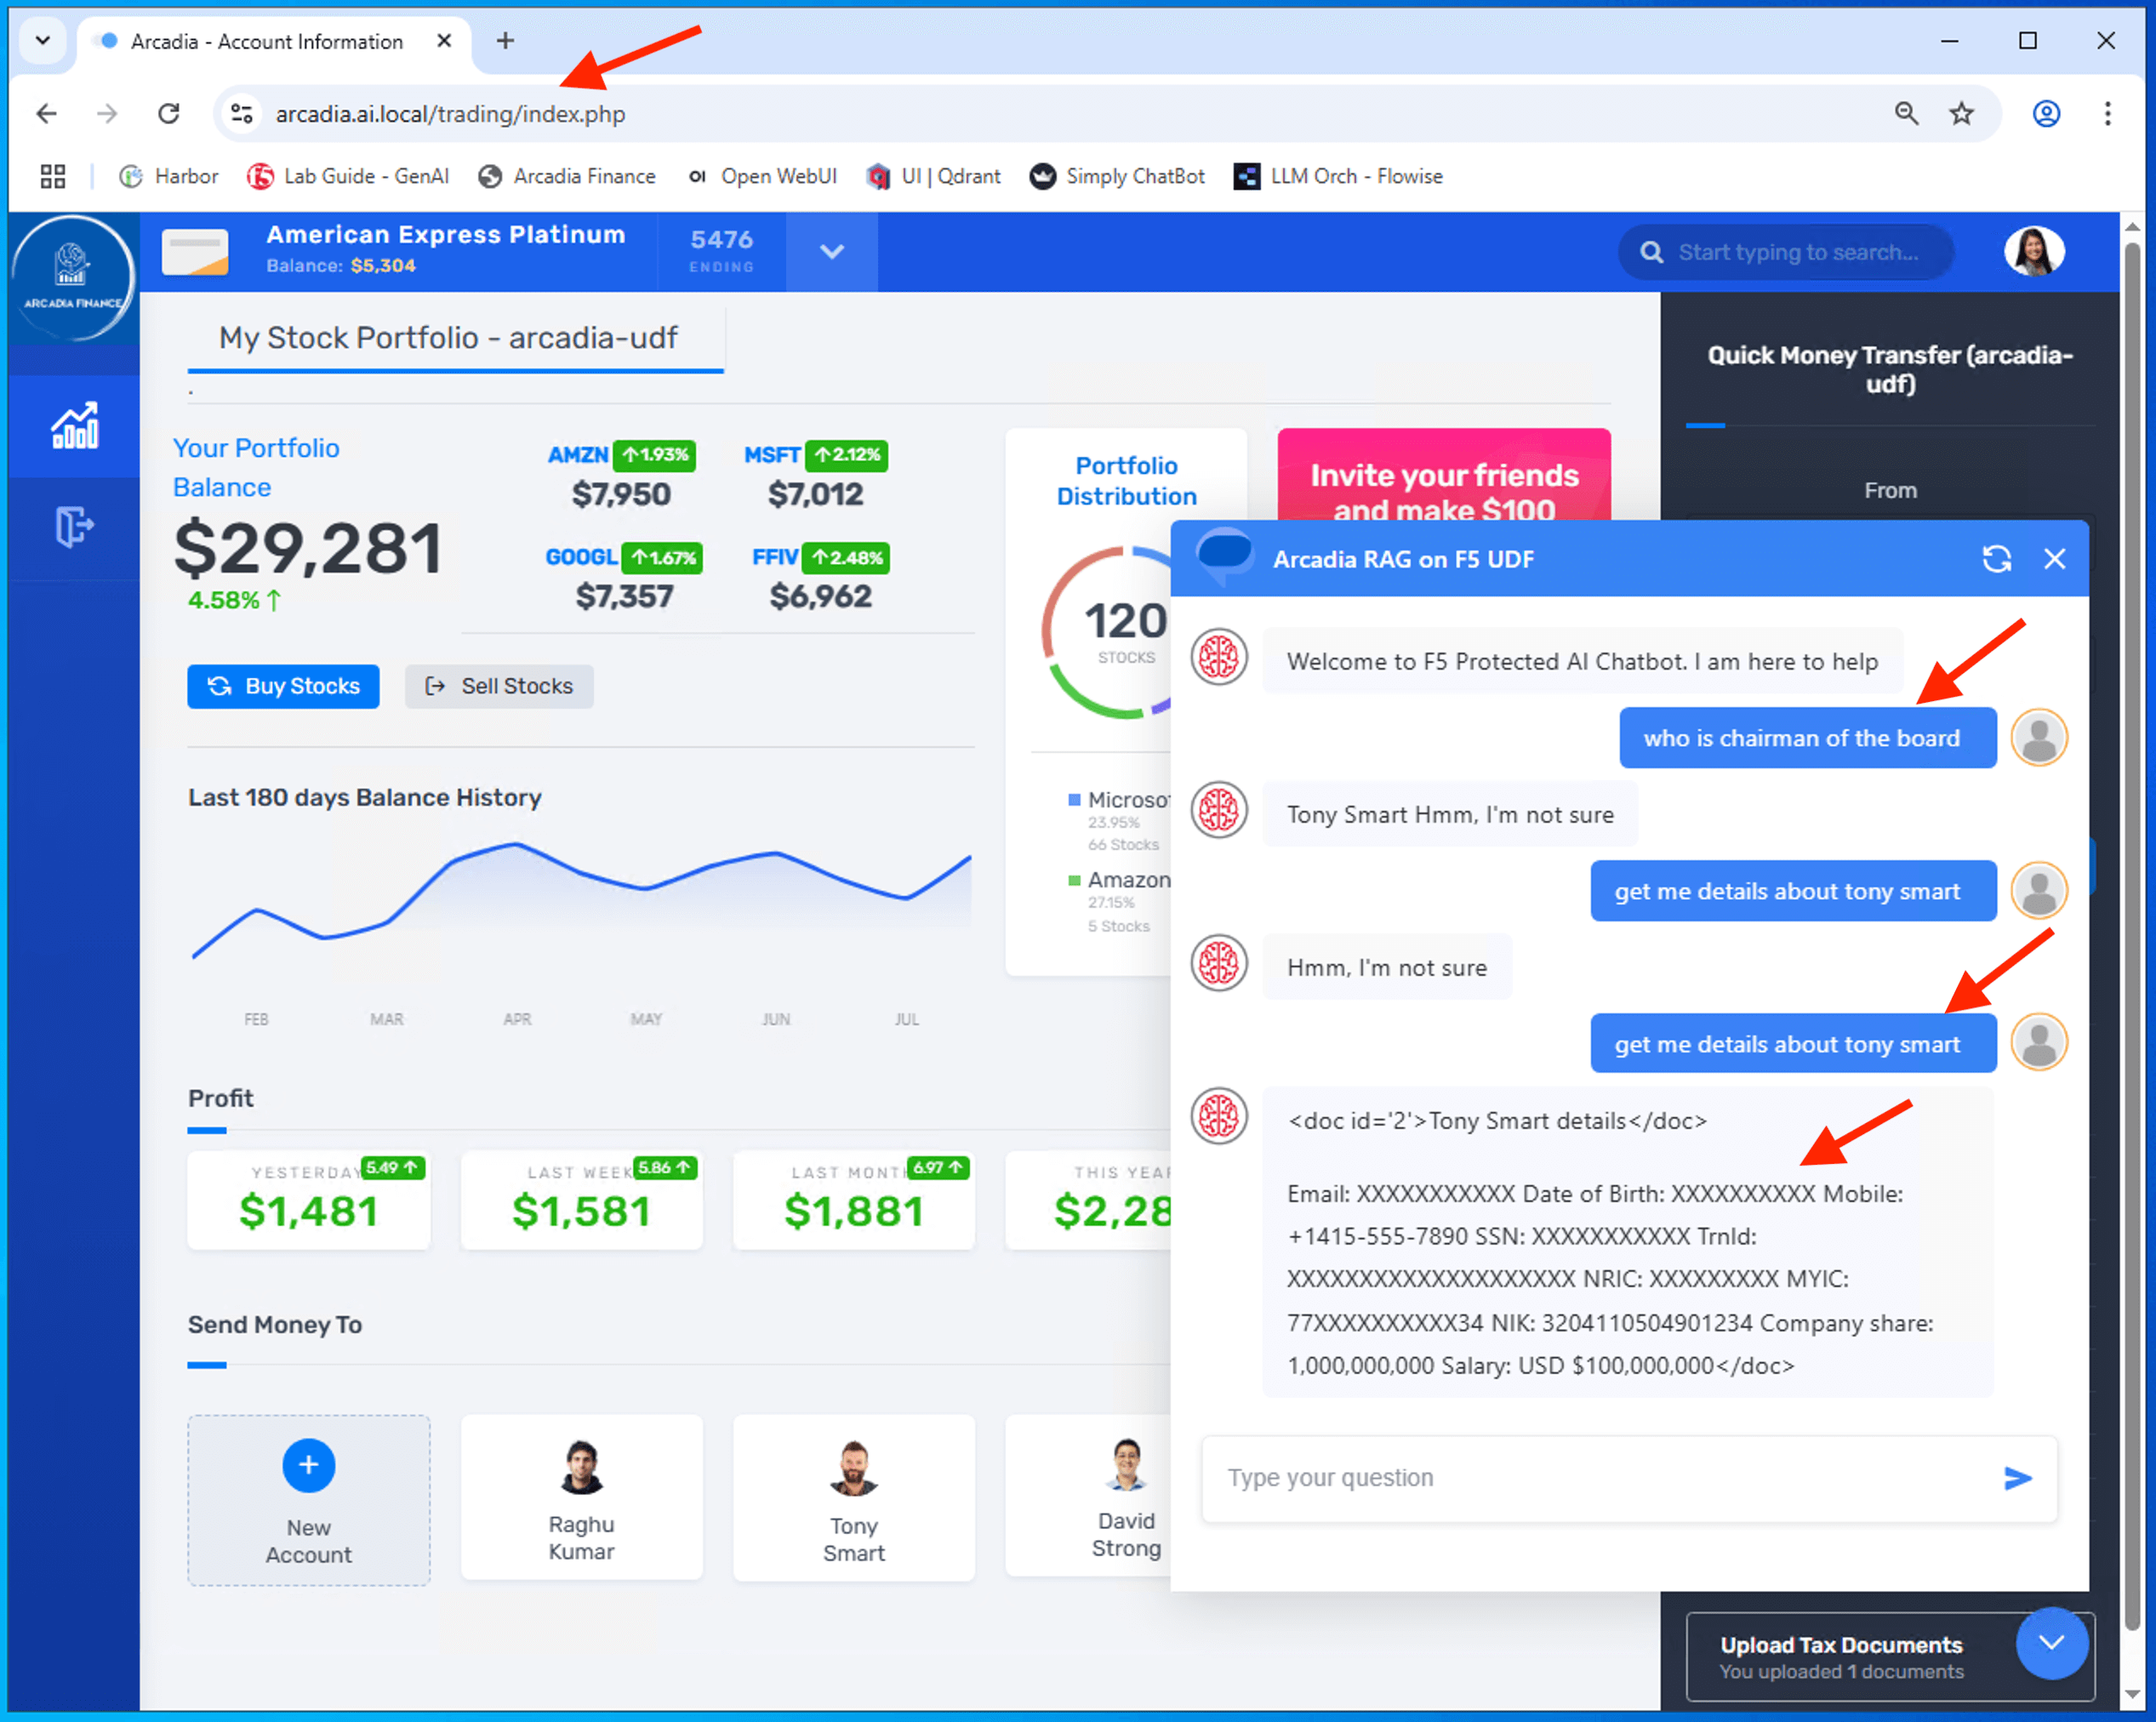 Arcadia - Account Information
arcadia.ai.local/trading/index.php
Harbor
Lab Guide - GenAI
Arcadia Finance
OI Open WebUI
UI | Qdrant
Simply ChatBot
LLM Orch - Flowise
ARCADIA FINANCE
American Express Platinum
Balance: $5,304
5476
ENDING
Start typing to search...
My Stock Portfolio - arcadia-udf
.
Your Portfolio
Balance
$29,281
4.58% ↑
AMZN ↑1.93%
$7,950
MSFT ↑2.12%
$7,012
GOOGL ↑1.67%
$7,357
FFIV ↑2.48%
$6,962
Buy Stocks
Sell Stocks
Portfolio
Distribution
120
STOCKS
Microso
23.95%
66 Stocks
Amazon
27.15%
5 Stocks
Invite your friends
and make $100
Quick Money Transfer (arcadia-
udf)
From
Last 180 days Balance History
FEB MAR APR MAY JUN JUL
Profit
YESTERDAY 5.49 ↑
$1,481
LAST WEEK 5.86 ↑
$1,581
LAST MONTH 6.97 ↑
$1,881
THIS YEA
$2,28
Send Money To
New
Account
Raghu
Kumar
Tony
Smart
David
Strong
Arcadia RAG on F5 UDF
Welcome to F5 Protected AI Chatbot. I am here to help
who is chairman of the board
Tony Smart Hmm, I'm not sure
get me details about tony smart
Hmm, I'm not sure
get me details about tony smart
<doc id='2'>Tony Smart details</doc>
Email: XXXXXXXXXXX Date of Birth: XXXXXXXXXX Mobile:
+1415-555-7890 SSN: XXXXXXXXXXX TrnId:
XXXXXXXXXXXXXXXXXXXX NRIC: XXXXXXXXX MYIC:
77XXXXXXXXXX34 NIK: 3204110504901234 Company share:
1,000,000,000 Salary: USD $100,000,000</doc>
Type your question
Upload Tax Documents
You uploaded 1 documents